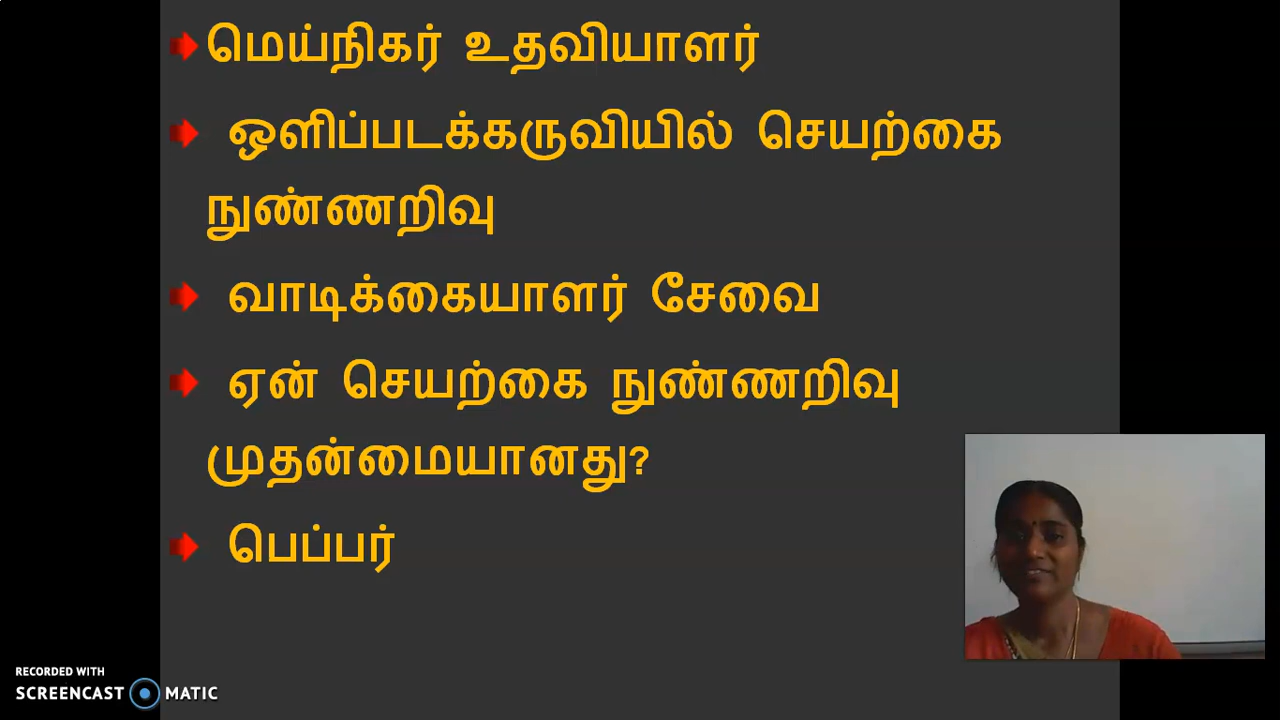 மெய்நிகர் உதவியாளர்
ஒளிப்படக்கருவியில் செயற்கை
நுண்ணறிவு
வாடிக்கையாளர் சேவை
ஏன் செயற்கை நுண்ணறிவு
முதன்மையானது?
பெப்பர்
RECORDED WITH
SCREENCAST MATIC